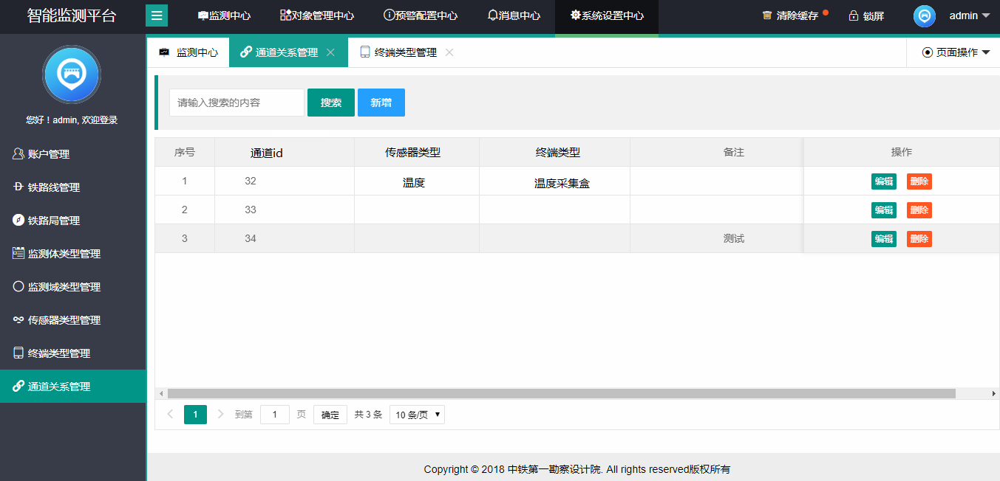 智能监测平台
监测中心 对象管理中心 预警配置中心 消息中心 系统设置中心 清除缓存 锁屏 admin
监测中心 通道关系管理 终端类型管理 页面操作
您好！admin, 欢迎登录
账户管理
铁路线管理
铁路局管理
监测体类型管理
监测域类型管理
传感器类型管理
终端类型管理
通道关系管理
请输入搜索的内容 搜索 新增
序号 通道id 传感器类型 终端类型 备注 操作
1 32 温度 温度采集盒 编辑 删除
2 33 编辑 删除
3 34 测试 编辑 删除
1 到第 1 页 确定 共 3 条 10 条/页
Copyright © 2018 中铁第一勘察设计院. All rights reserved版权所有